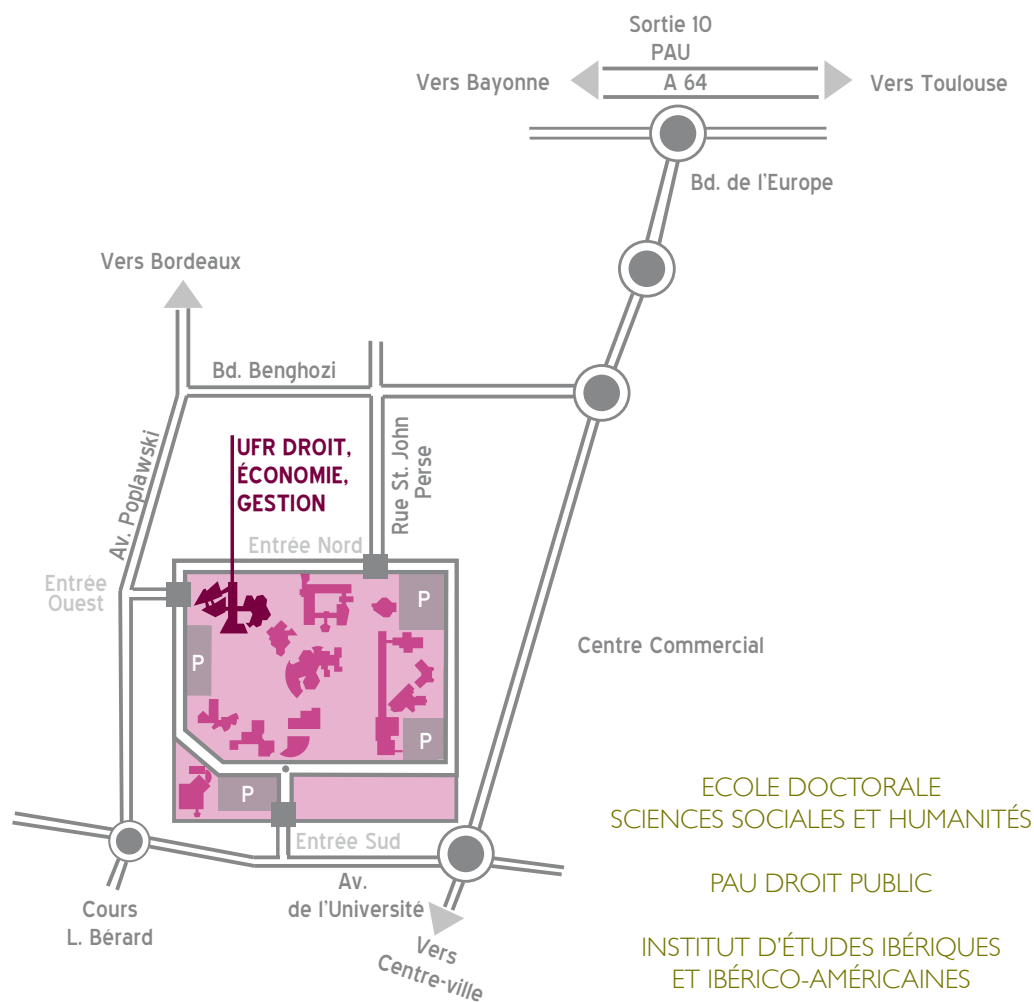 Sortie 10
PAU
Vers Bayonne
A 64
Vers Toulouse
Bd. de l'Europe
Vers Bordeaux
Bd. Benghozi
Av. Poplawski
UFR DROIT,
ÉCONOMIE,
GESTION
Rue St. John
Perse
Entrée Nord
Entrée
Ouest
P
P
P
P
Centre Commercial
Entrée Sud
Av.
de l'Université
Cours
L. Bérard
Vers
Centre-ville
ECOLE DOCTORALE
SCIENCES SOCIALES ET HUMANITÉS
PAU DROIT PUBLIC
INSTITUT D'ÉTUDES IBÉRIQUES
ET IBÉRICO-AMÉRICAINES